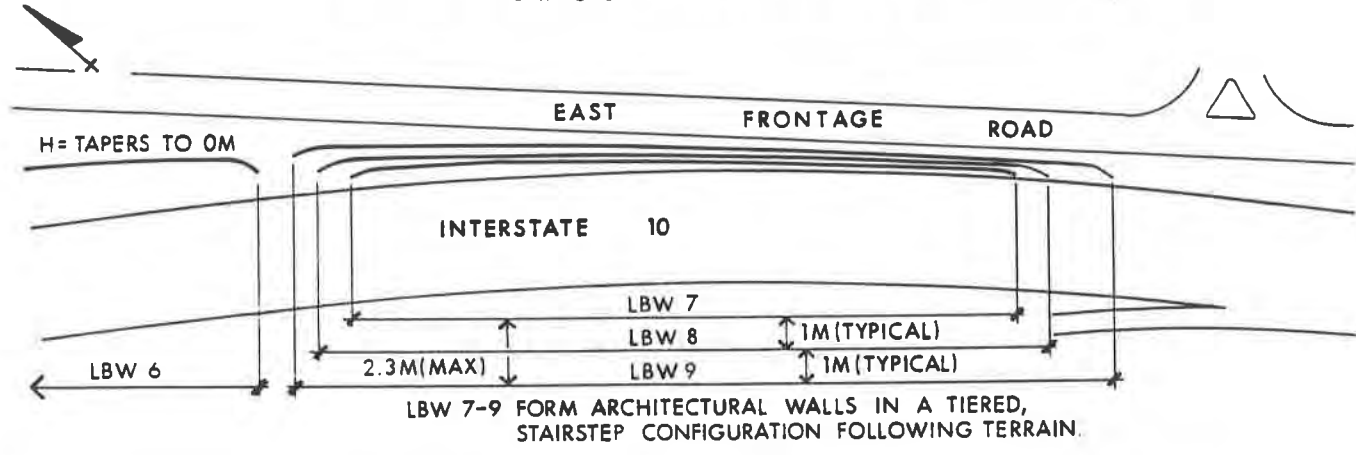 EAST FRONTAGE ROAD
H= TAPERS TO 0M
INTERSTATE 10
LBW 7
LBW 8 1M(TYPICAL)
LBW 6 2.3M(MAX) LBW 9 1M(TYPICAL)
LBW 7-9 FORM ARCHITECTURAL WALLS IN A TIERED,
STAIRSTEP CONFIGURATION FOLLOWING TERRAIN.